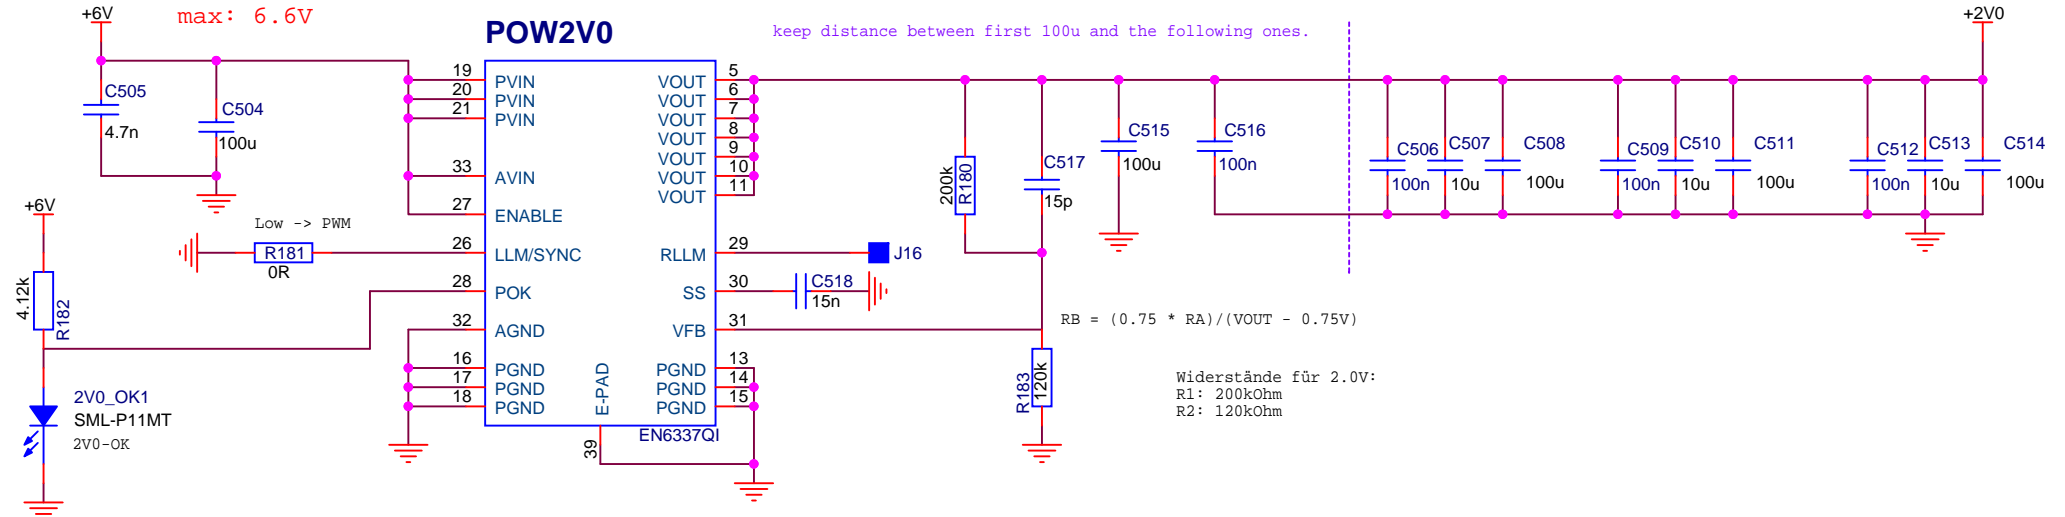 +6V
max: 6.6V
POW2V0
keep distance between first 100u and the following ones.
+2V0
C505
4.7n
C504
100u
19 PVIN
20 PVIN
21 PVIN
33 AVIN
27 ENABLE
26 LLM/SYNC
28 POK
32 AGND
16 PGND
17 PGND
18 PGND
VOUT 5
VOUT 6
VOUT 7
VOUT 8
VOUT 9
VOUT 10
VOUT 11
RLLM 29
SS 30
VFB 31
PGND 13
PGND 14
PGND 15
E-PAD
39
EN6337QI
+6V
Low -> PWM
R181
0R
4.12k
R182
2V0_OK1
SML-P11MT
2V0-OK
J16
C518
15n
200k
R180
C517
15p
C515
100u
C516
100n
C506
100n
C507
10u
C508
100u
C509
100n
C510
10u
C511
100u
C512
100n
C513
10u
C514
100u
RB = (0.75 * RA)/(VOUT - 0.75V)
R183
120k
Widerstände für 2.0V:
R1: 200kOhm
R2: 120kOhm